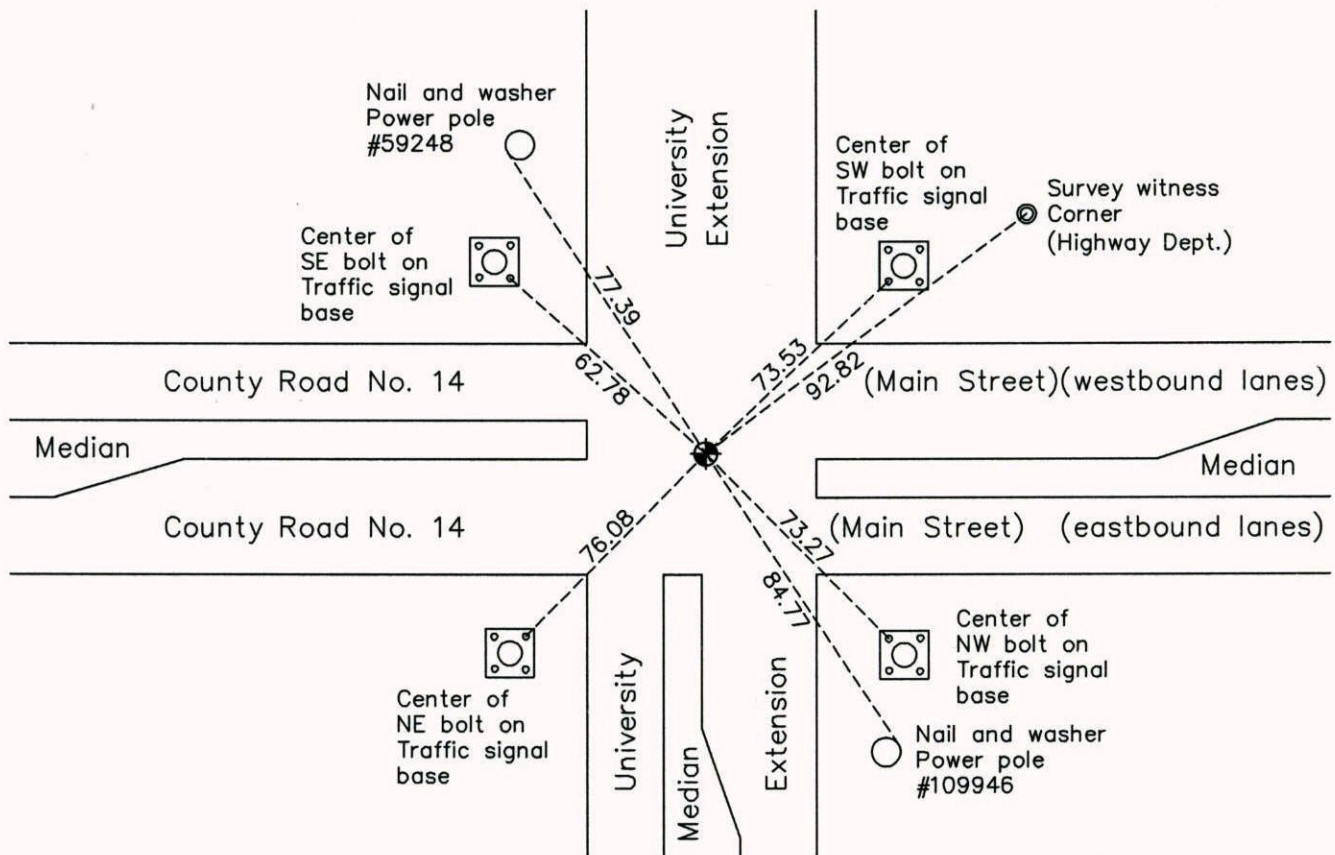 Nail and washer
Power pole
#59248
University
Extension
Center of
SW bolt on
Traffic signal
base
Survey witness
Corner
(Highway Dept.)
Center of
SE bolt on
Traffic signal
base
77.39
62.78
73.53
92.82
County Road No. 14
(Main Street)(westbound lanes)
Median
Median
County Road No. 14
(Main Street) (eastbound lanes)
76.08
73.27
84.77
Center of
NE bolt on
Traffic signal
base
University
Median
Extension
Center of
NW bolt on
Traffic signal
base
Nail and washer
Power pole
#109946